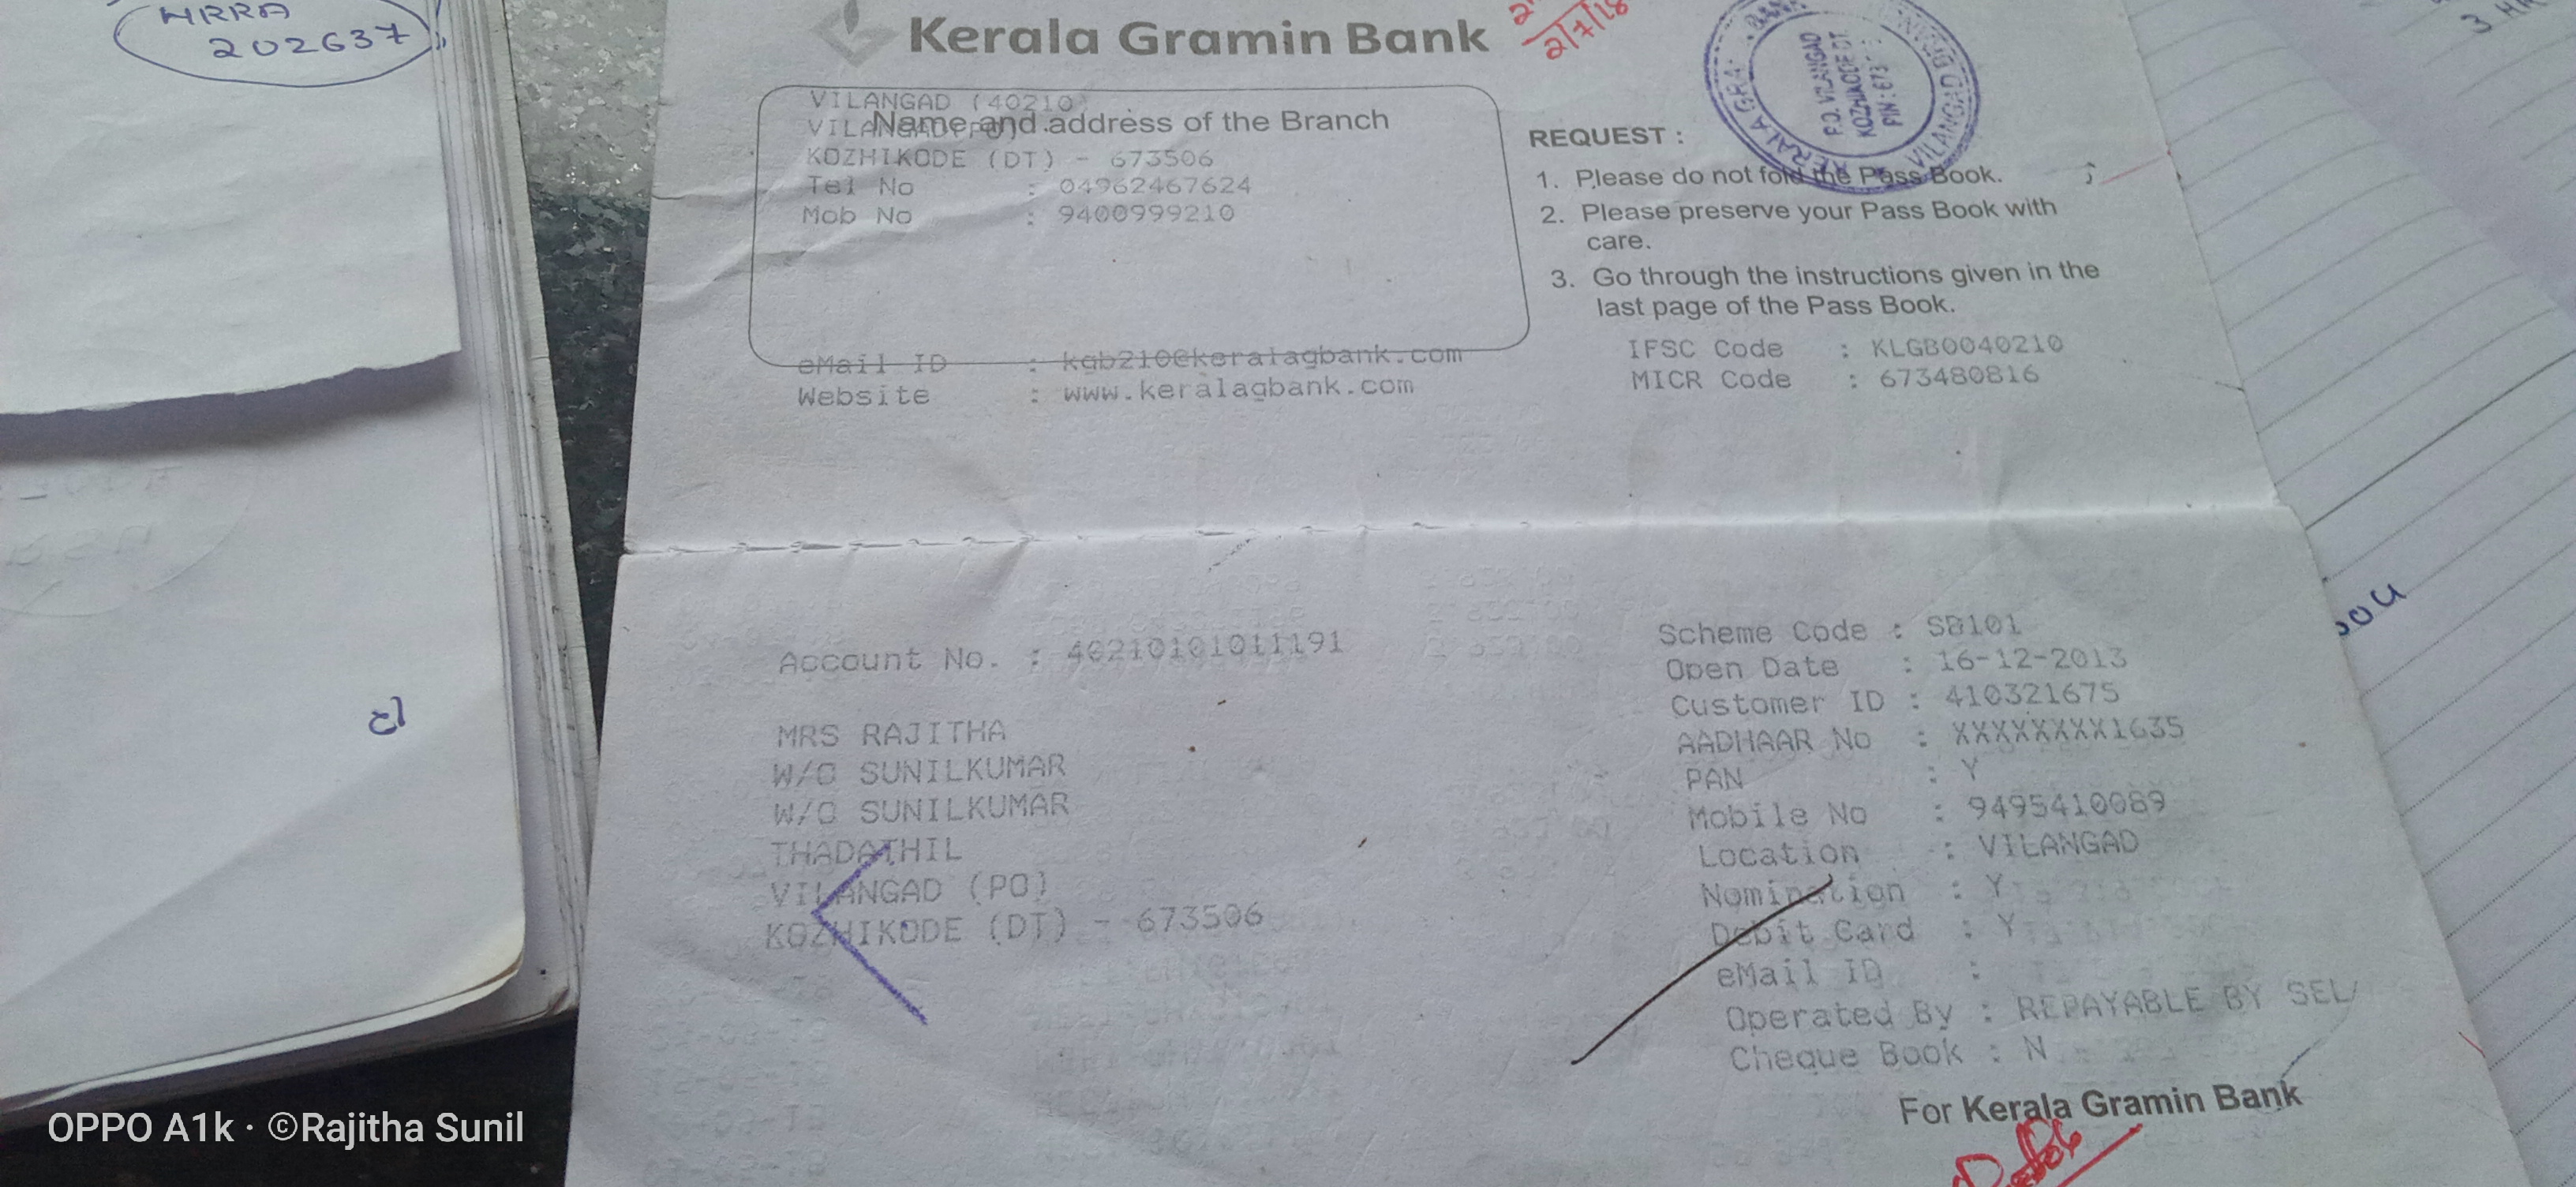 HRRA
202637
Kerala Gramin Bank
2/7/18
VILANGAD (40210)
VILANGAD (PO)
Name and address of the Branch
KOZHIKODE (DT) - 673506
Tel No : 04962467624
Mob No : 9400999210
eMail ID : kgb210@keralagbank.com
Website : www.keralagbank.com
KERALA GRA
VILANGAD BRANCH
P.O. VILANGAD
KOZHIKODE DT.
PIN: 673
REQUEST :
1. Please do not fold the Pass Book.
2. Please preserve your Pass Book with
care.
3. Go through the instructions given in the
last page of the Pass Book.
IFSC Code : KLGB0040210
MICR Code : 673480816
Account No. : 40210101011191
MRS RAJITHA
W/O SUNILKUMAR
W/O SUNILKUMAR
THADATHIL
VILANGAD (PO)
KOZHIKODE (DT) - 673506
Scheme Code : SB101
Open Date : 16-12-2013
Customer ID : 410321675
AADHAAR No : XXXXXXXX1635
PAN : Y
Mobile No : 9495410089
Location : VILANGAD
Nomination : Y
Debit Card : Y
eMail ID :
Operated By : REPAYABLE BY SEL
Cheque Book : N
For Kerala Gramin Bank
OPPO A1k · ©Rajitha Sunil